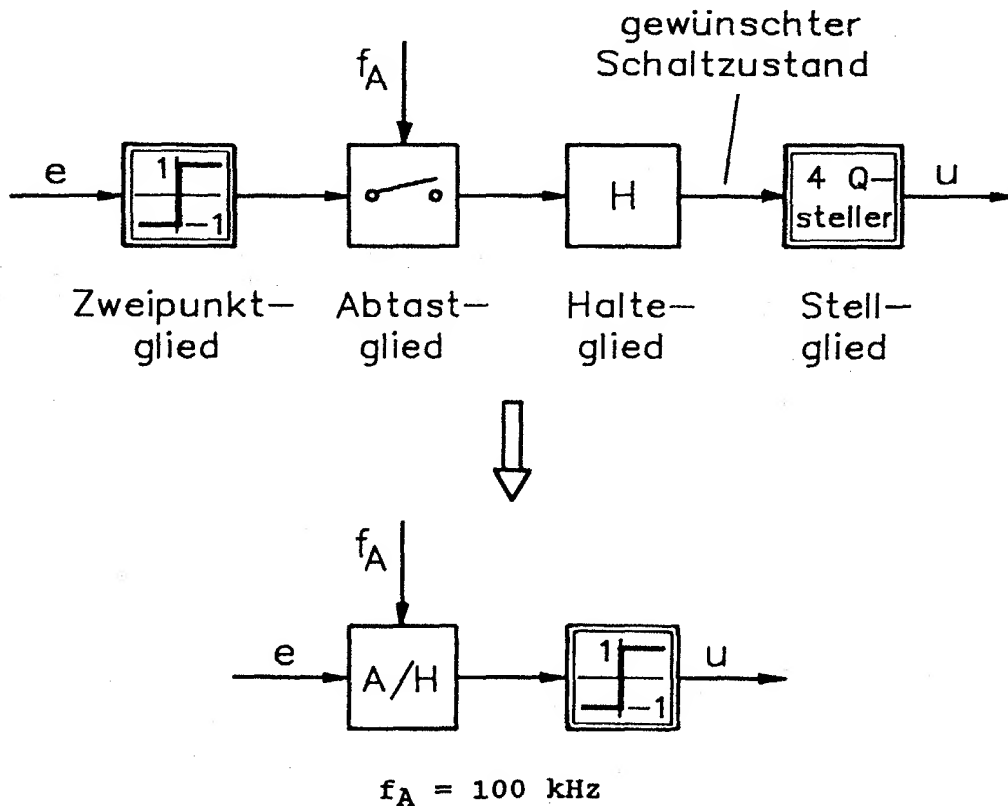 gewünschter
Schaltzustand
f_A
e
1
-1
H
4 Q-
steller
u
Zweipunkt-
glied
Abtast-
glied
Halte-
glied
Stell-
glied
f_A
e
A/H
1
-1
u
f_A = 100 kHz